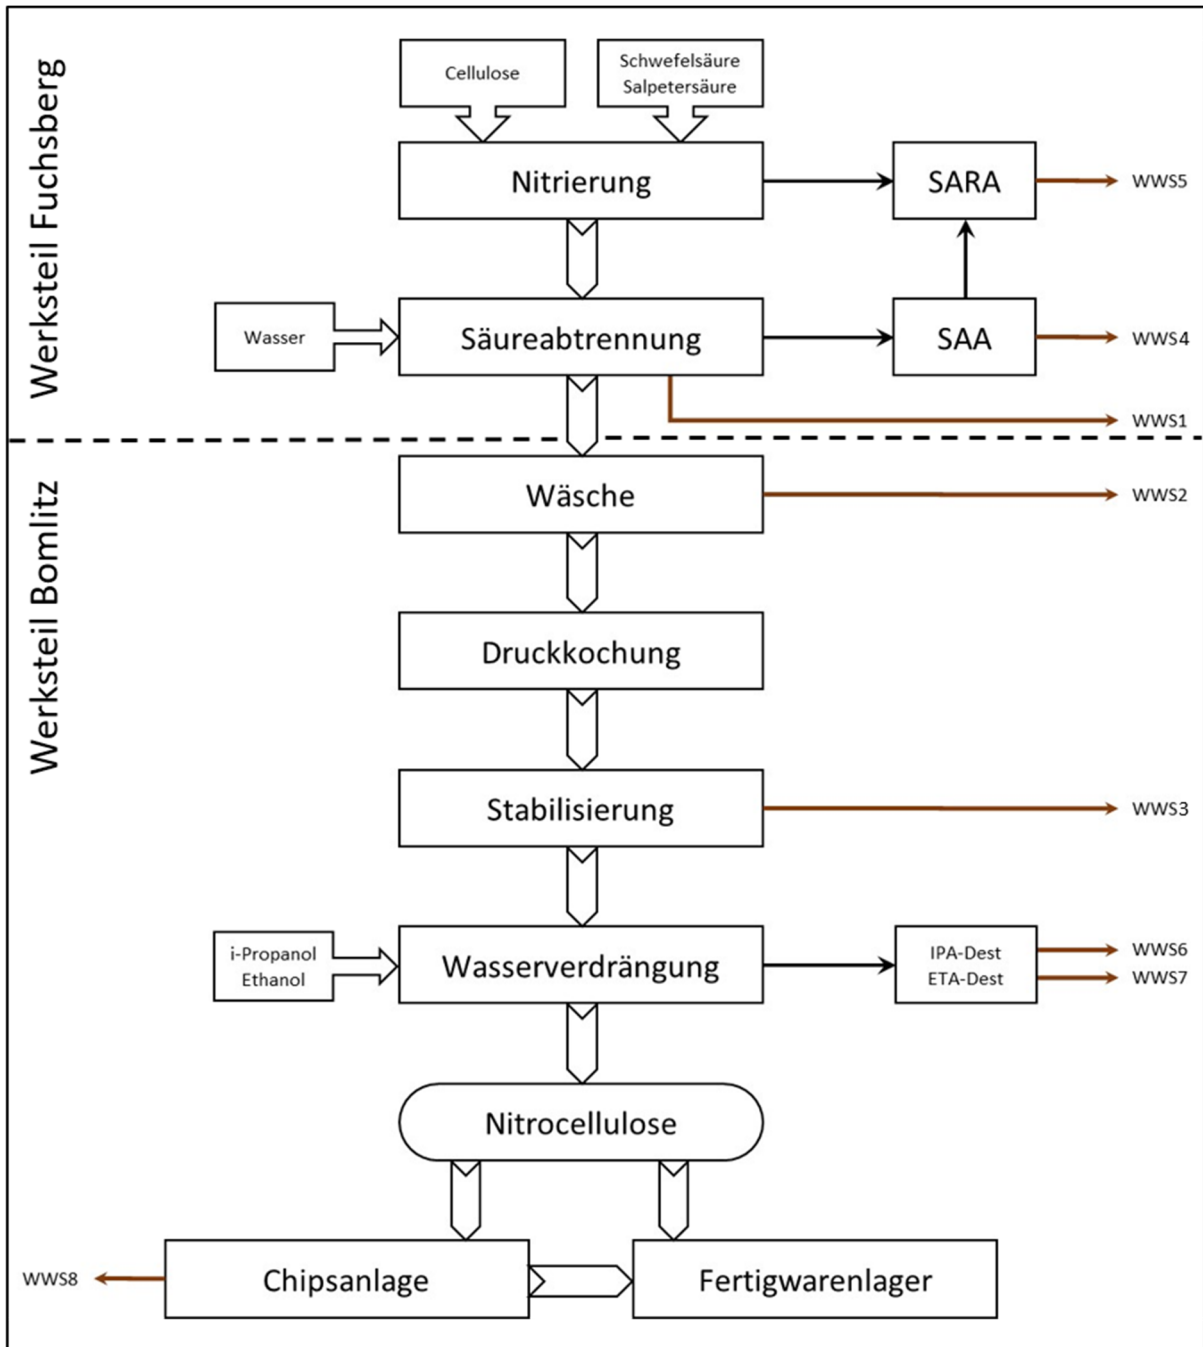 Werksteil Fuchsberg
Cellulose
Schwefelsäure
Salpetersäure
Nitrierung
SARA
WWS5
Wasser
Säureabtrennung
SAA
WWS4
WWS1
Werksteil Bomlitz
Wäsche
WWS2
Druckkochung
Stabilisierung
WWS3
i-Propanol
Ethanol
Wasserverdrängung
IPA-Dest
ETA-Dest
WWS6
WWS7
Nitrocellulose
WWS8
Chipsanlage
Fertigwarenlager